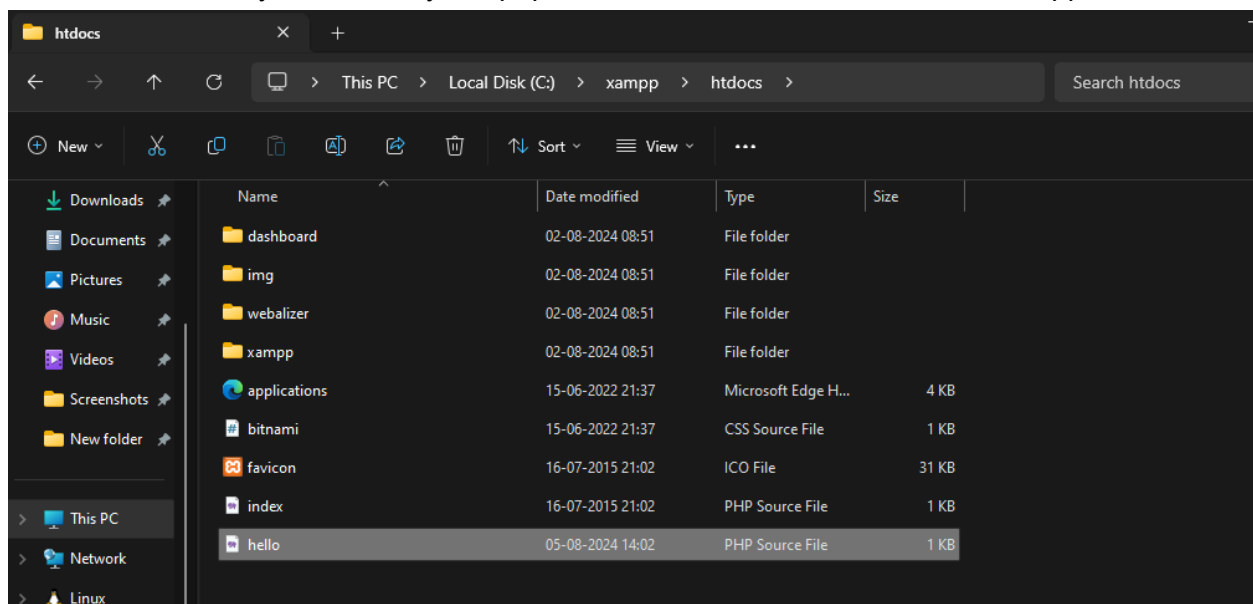 htdocs
This PC > Local Disk (C:) > xampp > htdocs >
Search htdocs
New
Sort
View
Name Date modified Type Size
Downloads
Documents
Pictures
Music
Videos
Screenshots
New folder
This PC
Network
Linux
dashboard 02-08-2024 08:51 File folder
img 02-08-2024 08:51 File folder
webalizer 02-08-2024 08:51 File folder
xampp 02-08-2024 08:51 File folder
applications 15-06-2022 21:37 Microsoft Edge H... 4 KB
bitnami 15-06-2022 21:37 CSS Source File 1 KB
favicon 16-07-2015 21:02 ICO File 31 KB
index 16-07-2015 21:02 PHP Source File 1 KB
hello 05-08-2024 14:02 PHP Source File 1 KB